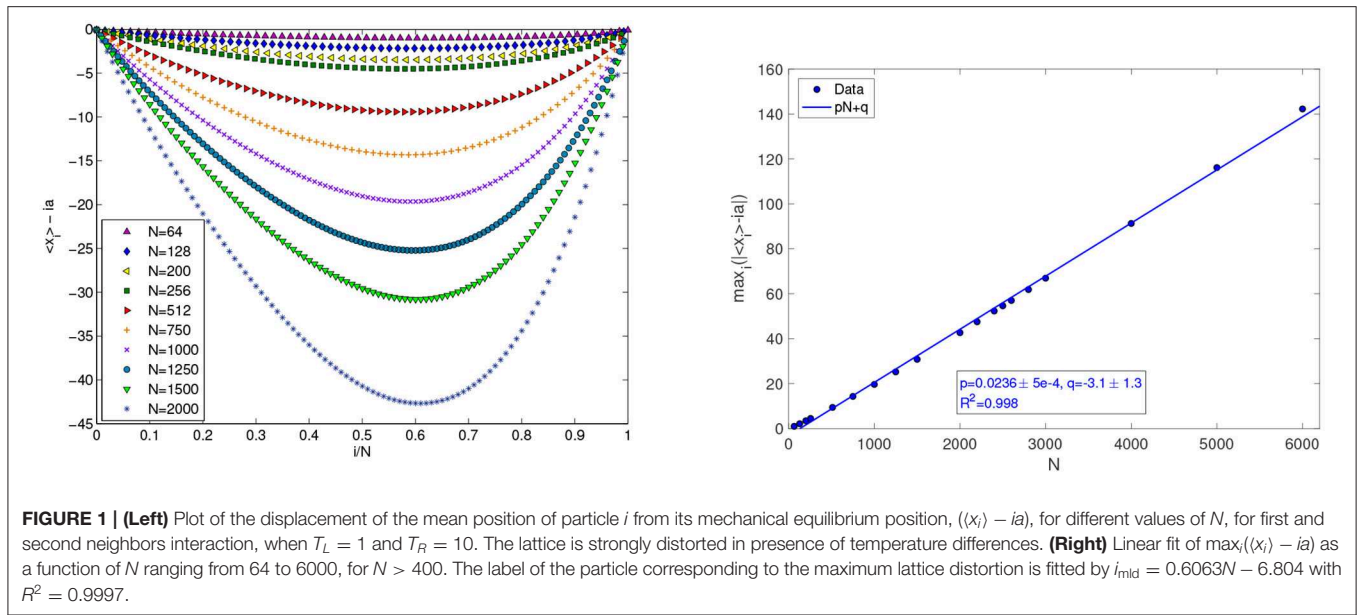 0
−5
−10
−15
−20
−25
−30
−35
−40
−45
<x_i> − ia
N=64
N=128
N=200
N=256
N=512
N=750
N=1000
N=1250
N=1500
N=2000
0 0.1 0.2 0.3 0.4 0.5 0.6 0.7 0.8 0.9 1
i/N
160
140
120
100
80
60
40
20
0
max_i(|<x_i>-ia|)
Data
pN+q
p=0.0236 ± 5e-4, q=-3.1 ± 1.3
R²=0.998
0 1000 2000 3000 4000 5000 6000
N
FIGURE 1 | (Left) Plot of the displacement of the mean position of particle i from its mechanical equilibrium position, (⟨x_i⟩ − ia), for different values of N, for first and
second neighbors interaction, when T_L = 1 and T_R = 10. The lattice is strongly distorted in presence of temperature differences. (Right) Linear fit of max_i(⟨x_i⟩ − ia) as
a function of N ranging from 64 to 6000, for N > 400. The label of the particle corresponding to the maximum lattice distortion is fitted by i_mld = 0.6063N − 6.804 with
R² = 0.9997.